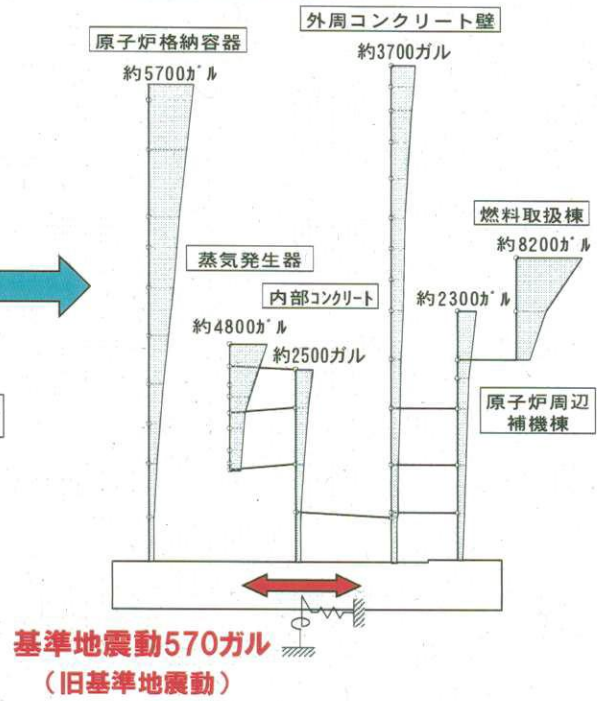 外周コンクリート壁
約3700ガル
原子炉格納容器
約5700ガル
燃料取扱棟
約8200ガル
蒸気発生器
内部コンクリート
約2300ガル
約4800ガル
約2500ガル
原子炉周辺
補機棟
基準地震動570ガル
（旧基準地震動）